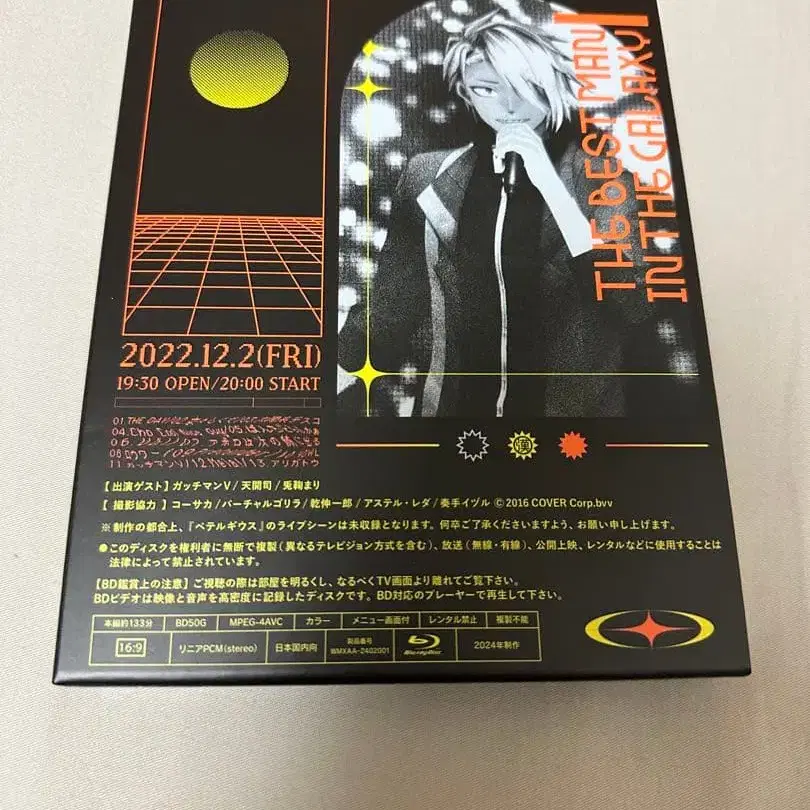 THE BEST MAN
IN THE GALAXY
2022.12.2(FRI)
19:30 OPEN/20:00 START
【出演ゲスト】ガッチマンV / 天開司 / 兎鞠まり
【 撮影協力 】コーサカ/バーチャルゴリラ/乾伸一郎/アステル・レダ/奏手イヅル ©2016 COVER Corp.bvv
※制作の都合上、『ベテルギウス』のライブシーンは未収録となります。何卒ご了承くださいますよう、お願い申し上げます。
●このディスクを権利者に無断で複製(異なるテレビジョン方式を含む)、放送(無線・有線)、公開上映、レンタルなどに使用することは
法律によって禁止されています。
【BD鑑賞上の注意】ご視聴の際は部屋を明るくし、なるべくTV画面より離れてご覧下さい。
BDビデオは映像と音声を高密度に記録したディスクです。BD対応のプレーヤーで再生して下さい。
本編約133分 BD50G MPEG-4AVC カラー メニュー画面付 レンタル禁止 複製不能
16:9 リニアPCM(stereo) 日本国内向 製品番号 WMXAA-2402001 Blu-ray Disc 2024年制作